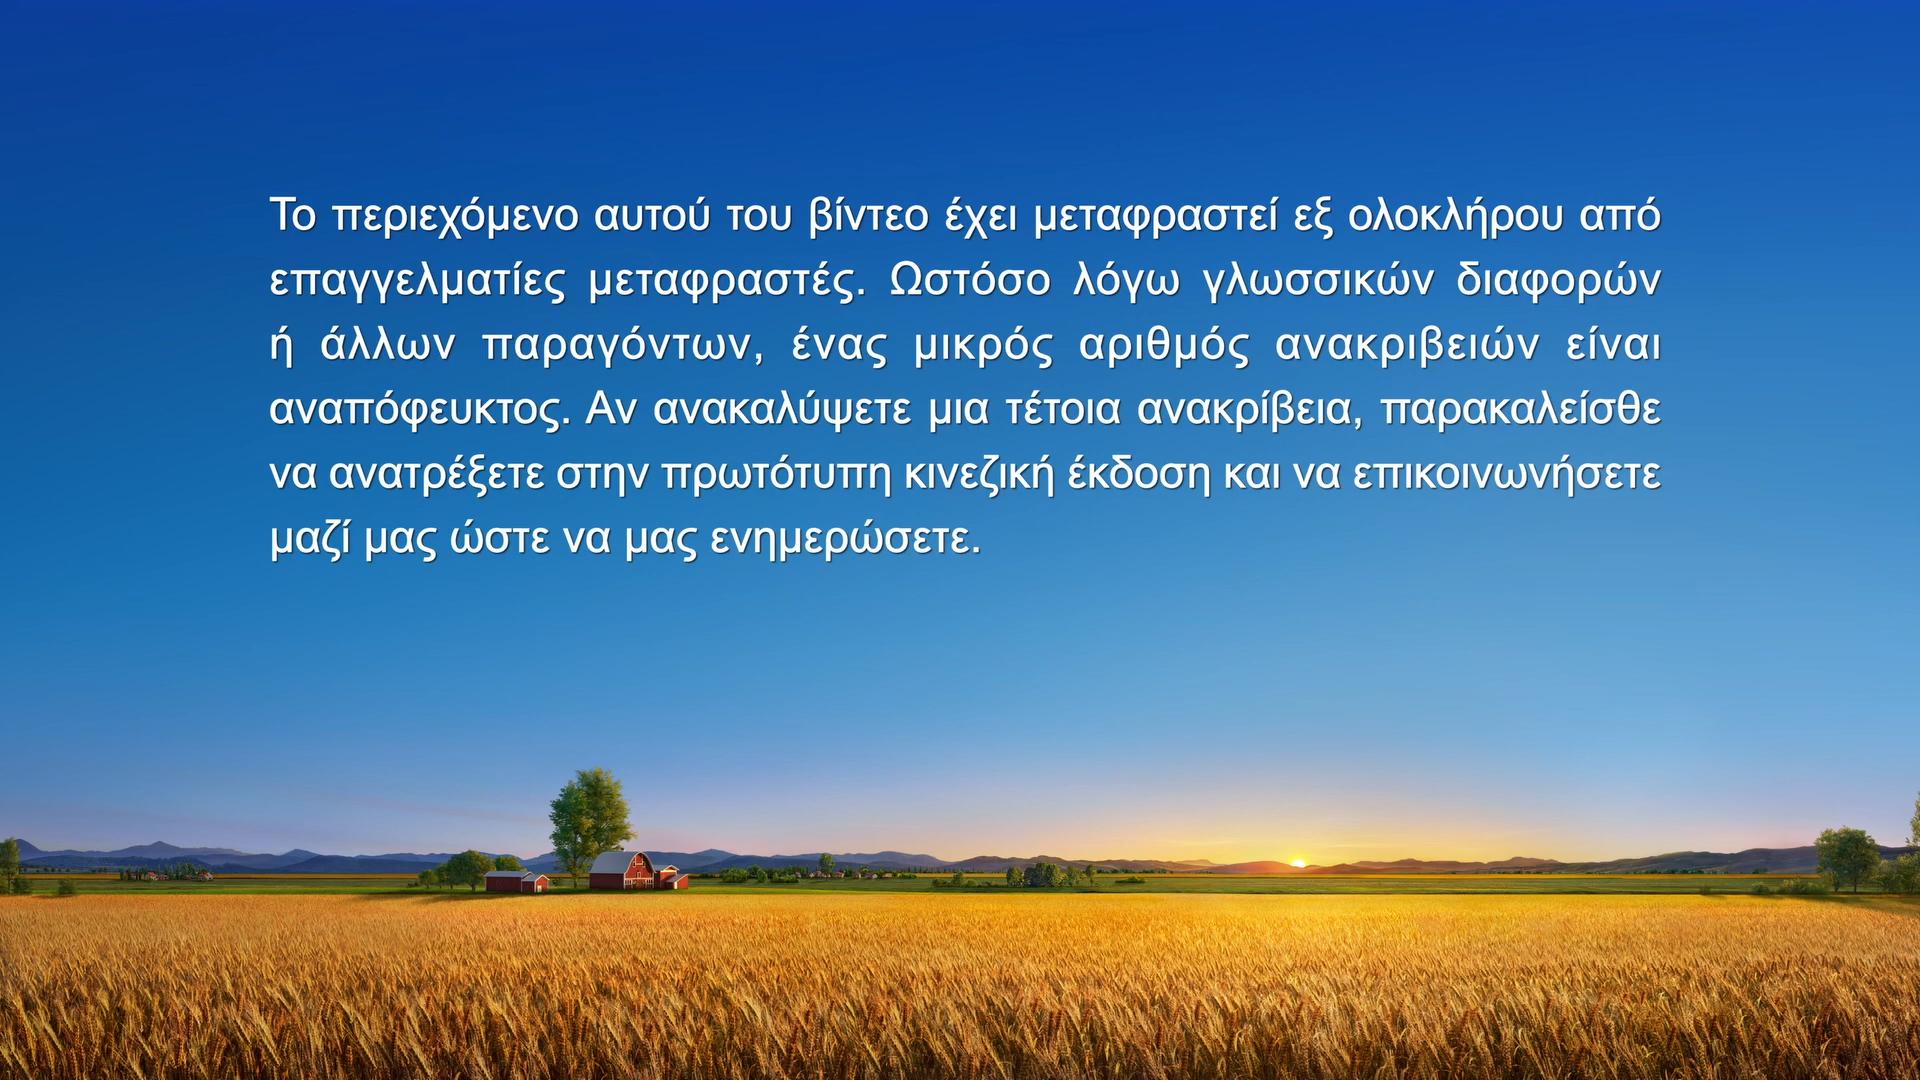 Το περιεχόμενο αυτού του βίντεο έχει μεταφραστεί εξ ολοκλήρου από
επαγγελματίες μεταφραστές. Ωστόσο λόγω γλωσσικών διαφορών
ή άλλων παραγόντων, ένας μικρός αριθμός ανακριβειών είναι
αναπόφευκτος. Αν ανακαλύψετε μια τέτοια ανακρίβεια, παρακαλείσθε
να ανατρέξετε στην πρωτότυπη κινεζική έκδοση και να επικοινωνήσετε
μαζί μας ώστε να μας ενημερώσετε.